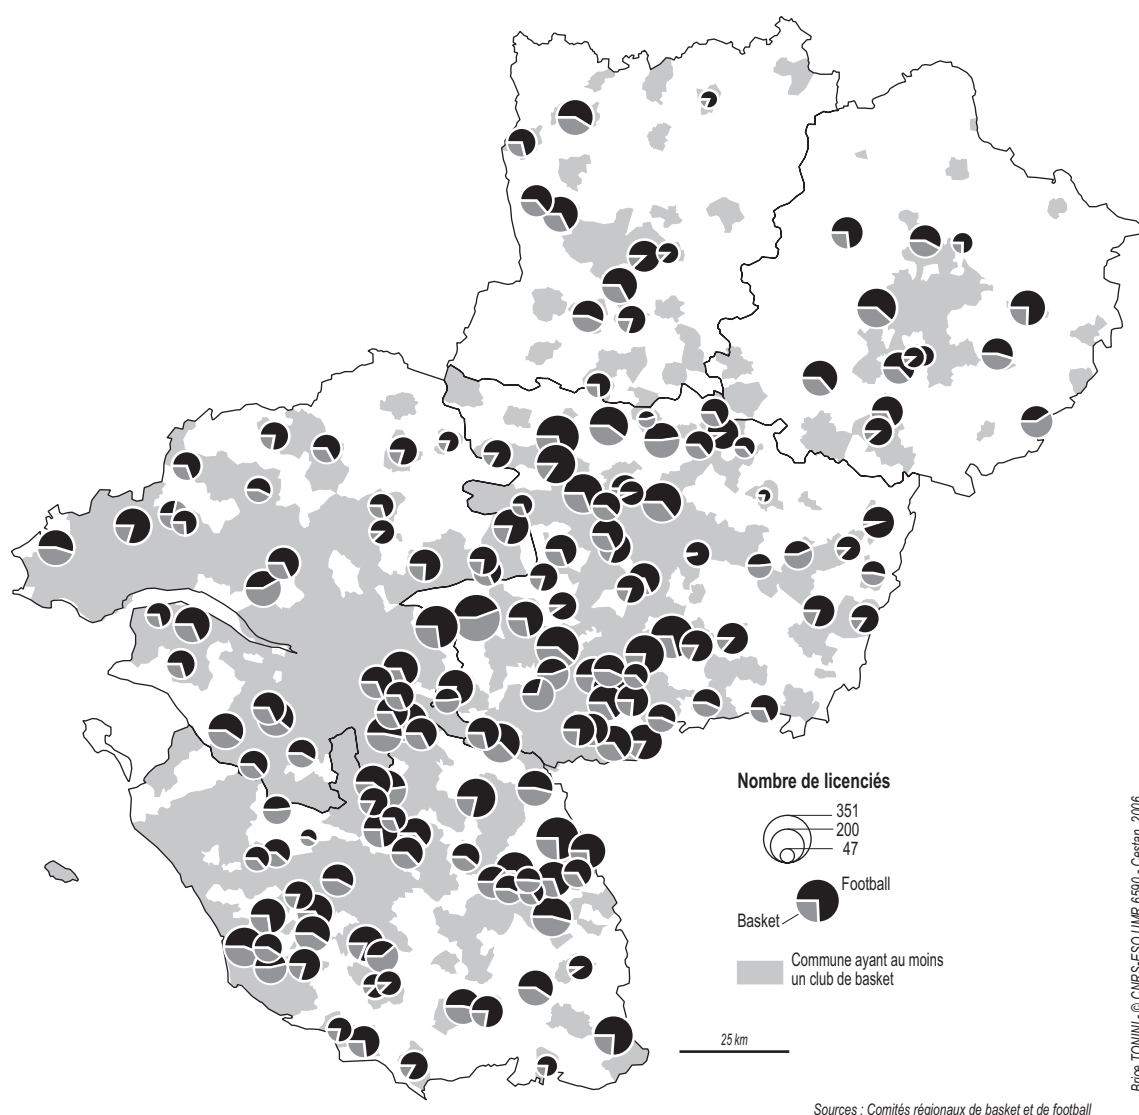 Nombre de licenciés
351
200
47
Football
Basket
Commune ayant au moins
un club de basket
25 km
Brice TONINI - © CNRS-ESO UMR 6590 - Cestan, 2006
Sources : Comités régionaux de basket et de football